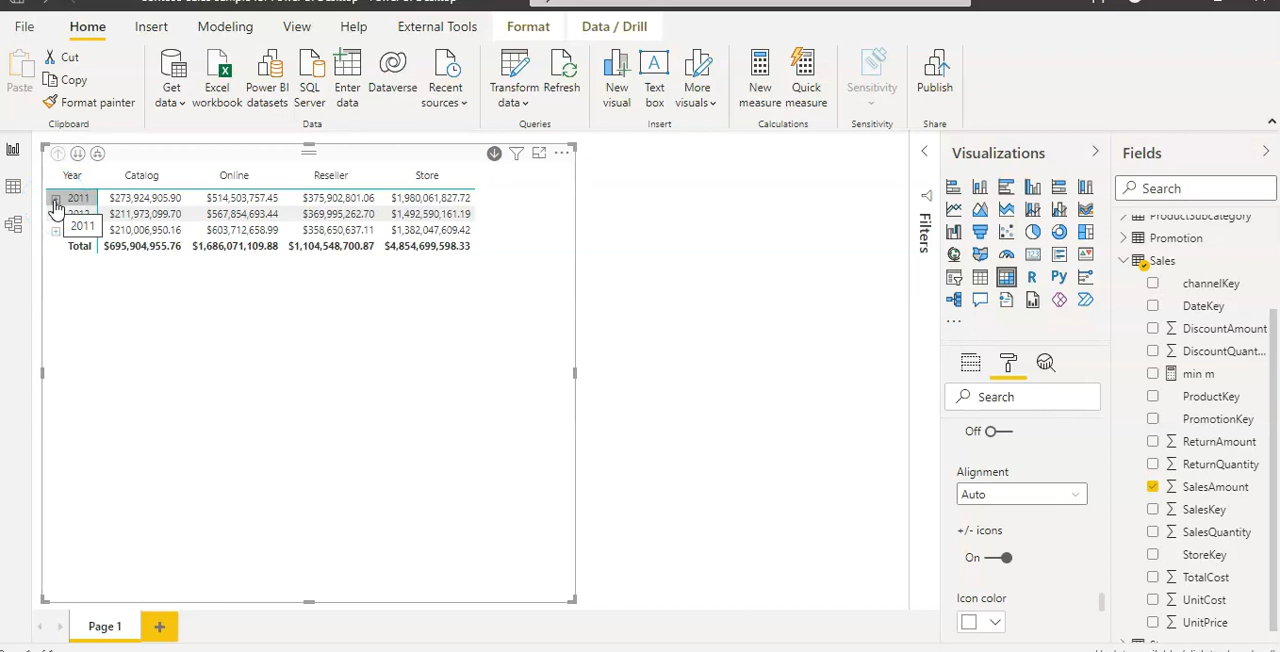 File Home Insert Modeling View Help External Tools Format Data / Drill
Paste
Cut
Copy
Format painter
Clipboard
Get data
Excel workbook
Power BI datasets
SQL Server
Enter data
Dataverse
Recent sources
Data
Transform data
Refresh
Queries
New visual
Text box
More visuals
Insert
New measure
Quick measure
Calculations
Sensitivity
Sensitivity
Publish
Share
Year Catalog Online Reseller Store
2011 $273,924,905.90 $514,503,757.45 $375,902,801.06 $1,980,061,827.72
$211,973,099.70 $567,854,693.44 $369,995,262.70 $1,492,590,161.19
2011
$210,006,950.16 $603,712,658.99 $358,650,637.11 $1,382,047,609.42
Total $695,904,955.76 $1,686,071,109.88 $1,104,548,700.87 $4,854,699,598.33
Filters
Visualizations
R Py
Search
Off
Alignment
Auto
+/- icons
On
Icon color
Fields
Search
ProductSubcategory
Promotion
Sales
channelKey
DateKey
DiscountAmount
DiscountQuant...
min m
ProductKey
PromotionKey
ReturnAmount
ReturnQuantity
SalesAmount
SalesKey
SalesQuantity
StoreKey
TotalCost
UnitCost
UnitPrice
Page 1